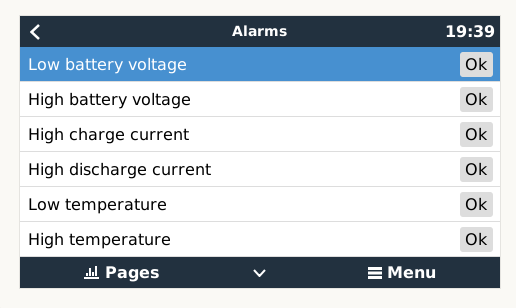 Alarms 19:39
Low battery voltage Ok
High battery voltage Ok
High charge current Ok
High discharge current Ok
Low temperature Ok
High temperature Ok
Pages Menu